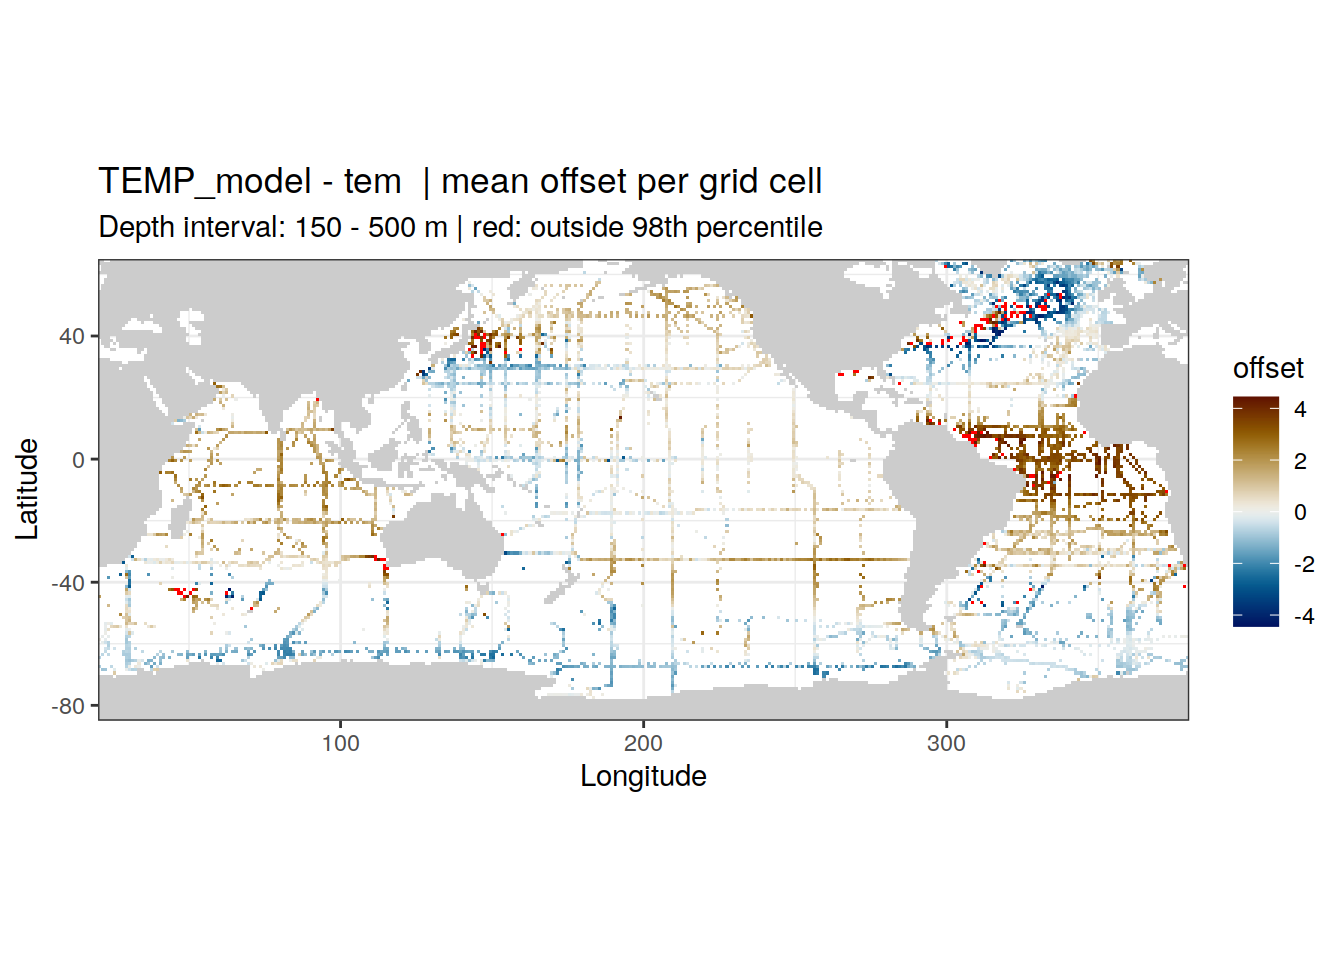 TEMP_model - tem  | mean offset per grid cell
Depth interval: 150 - 500 m | red: outside 98th percentile
offset
4
2
0
-2
-4
40
0
-40
-80
Latitude
100
200
300
Longitude